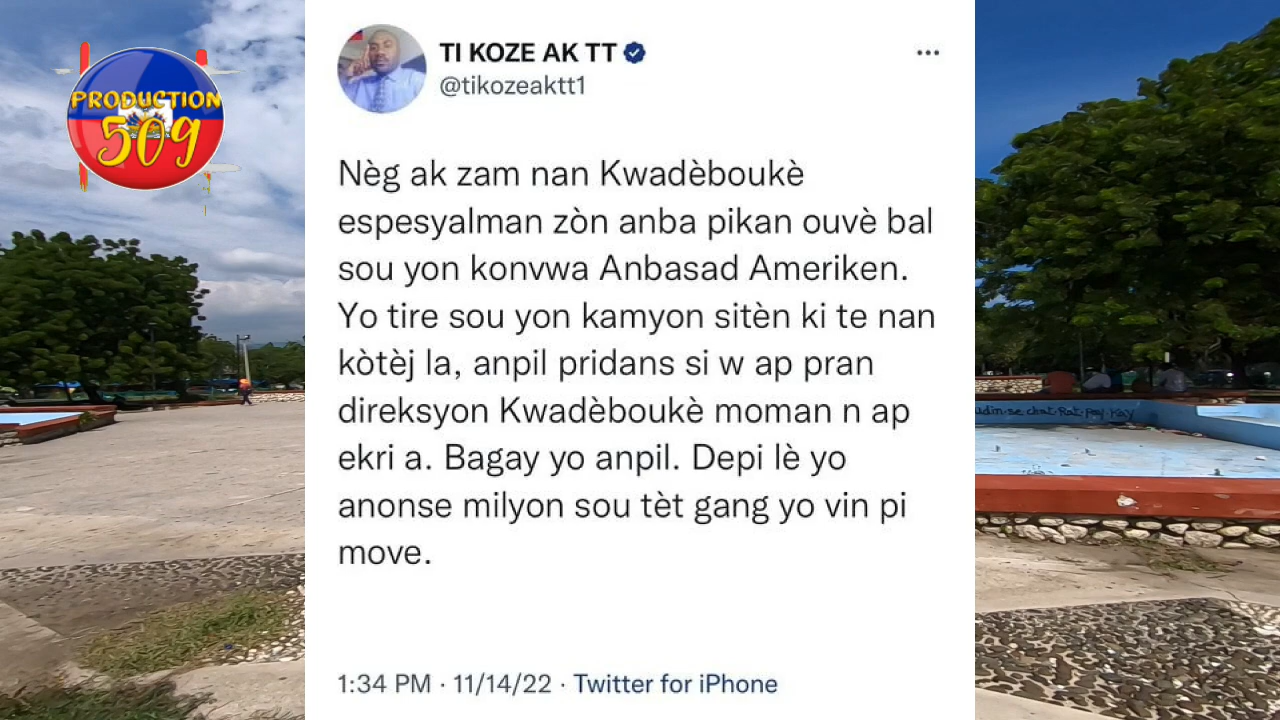 PRODUCTION
509
TI KOZE AK TT
@tikozeaktt1
Nèg ak zam nan Kwadèboukè
espesyalman zòn anba pikan ouvè bal
sou yon konvwa Anbasad Ameriken.
Yo tire sou yon kamyon sitèn ki te nan
kòtèj la, anpil pridans si w ap pran
direksyon Kwadèboukè moman n ap
ekri a. Bagay yo anpil. Depi lè yo
anonse milyon sou tèt gang yo vin pi
move.
1:34 PM · 11/14/22 · Twitter for iPhone